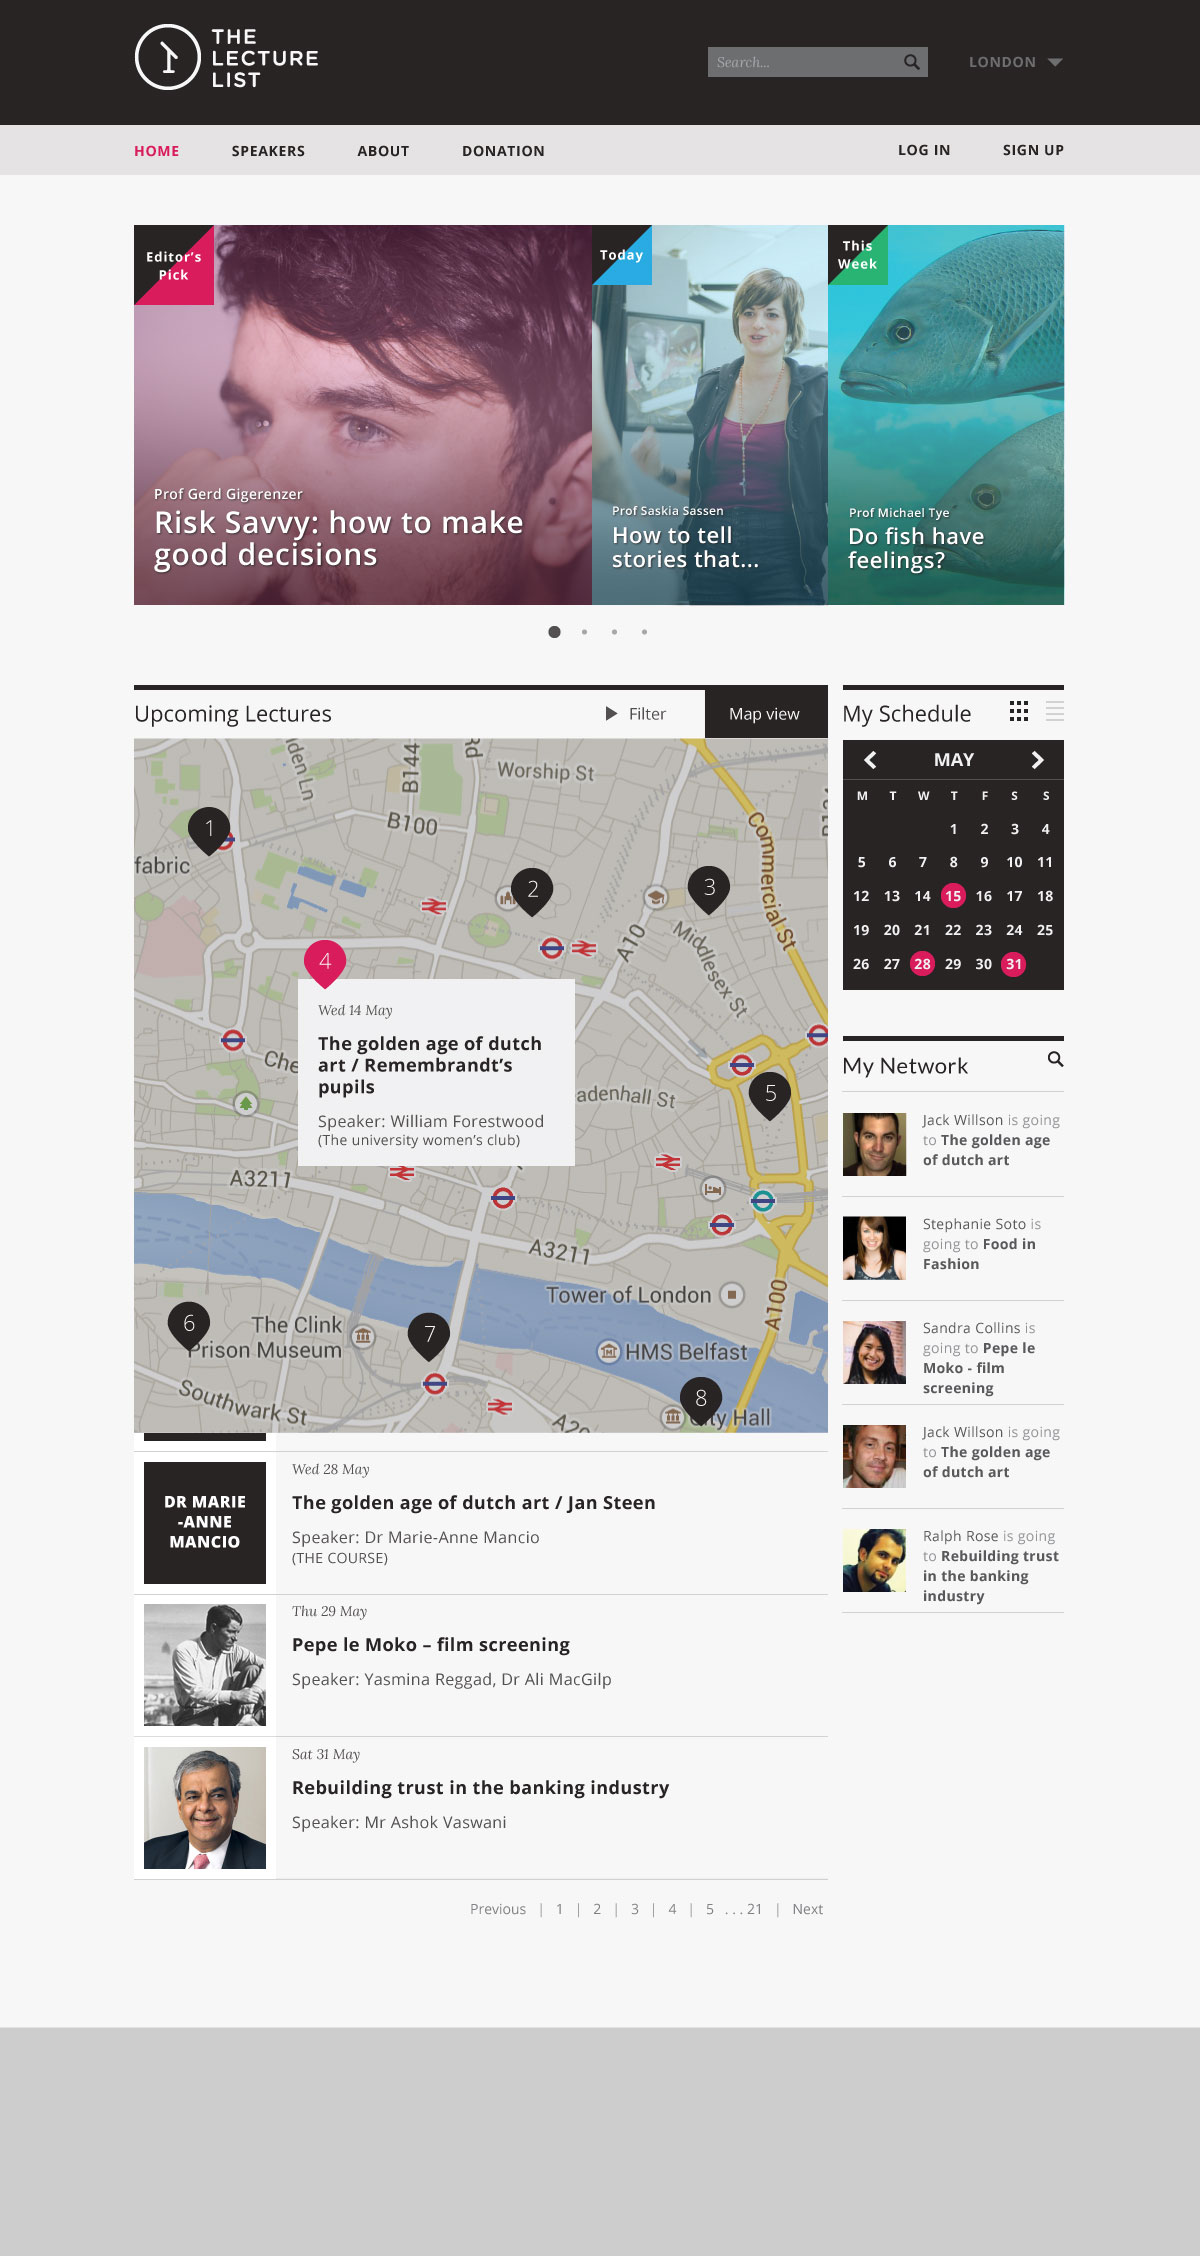 THE
LECTURE
LIST
Search...
LONDON
HOME
SPEAKERS
ABOUT
DONATION
LOG IN
SIGN UP
Editor's
Pick
Prof Gerd Gigerenzer
Risk Savvy: how to make
good decisions
Today
Prof Saskia Sassen
How to tell
stories that...
This
Week
Prof Michael Tye
Do fish have
feelings?
Upcoming Lectures
Filter
Map view
den Ln
B144
Rd
Worship St
B100
fabric
Commercial St
A10
Middlesex St
1
2
3
4
Wed 14 May
The golden age of dutch
art / Remembrandt's
pupils
Speaker: William Forestwood
(The university women's club)
Che
adenhall St
5
A3211
A3211
Tower of London
A100
6
The Clink
Prison Museum
7
HMS Belfast
8
City Hall
Southwark St
A20
Wed 28 May
DR MARIE
-ANNE
MANCIO
The golden age of dutch art / Jan Steen
Speaker: Dr Marie-Anne Mancio
(THE COURSE)
Thu 29 May
Pepe le Moko – film screening
Speaker: Yasmina Reggad, Dr Ali MacGilp
Sat 31 May
Rebuilding trust in the banking industry
Speaker: Mr Ashok Vaswani
Previous | 1 | 2 | 3 | 4 | 5 ... 21 | Next
My Schedule
MAY
M T W T F S S
1 2 3 4
5 6 7 8 9 10 11
12 13 14 15 16 17 18
19 20 21 22 23 24 25
26 27 28 29 30 31
My Network
Jack Willson is going
to The golden age
of dutch art
Stephanie Soto is
going to Food in
Fashion
Sandra Collins is
going to Pepe le
Moko - film
screening
Jack Willson is going
to The golden age
of dutch art
Ralph Rose is going
to Rebuilding trust
in the banking
industry